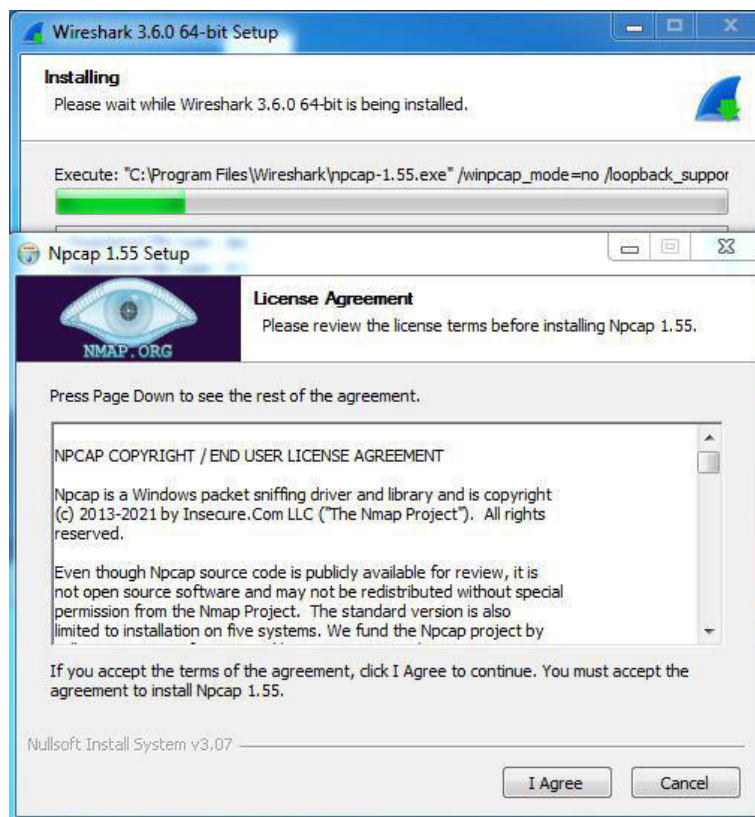 Wireshark 3.6.0 64-bit Setup
Installing
Please wait while Wireshark 3.6.0 64-bit is being installed.
Execute: "C:\Program Files\Wireshark\npcap-1.55.exe" /winpcap_mode=no /loopback_suppor
Npcap 1.55 Setup
NMAP.ORG
License Agreement
Please review the license terms before installing Npcap 1.55.
Press Page Down to see the rest of the agreement.
NPCAP COPYRIGHT / END USER LICENSE AGREEMENT
Npcap is a Windows packet sniffing driver and library and is copyright
(c) 2013-2021 by Insecure.Com LLC ("The Nmap Project").  All rights
reserved.
Even though Npcap source code is publicly available for review, it is
not open source software and may not be redistributed without special
permission from the Nmap Project.  The standard version is also
limited to installation on five systems. We fund the Npcap project by
If you accept the terms of the agreement, click I Agree to continue. You must accept the
agreement to install Npcap 1.55.
Nullsoft Install System v3.07
I Agree
Cancel